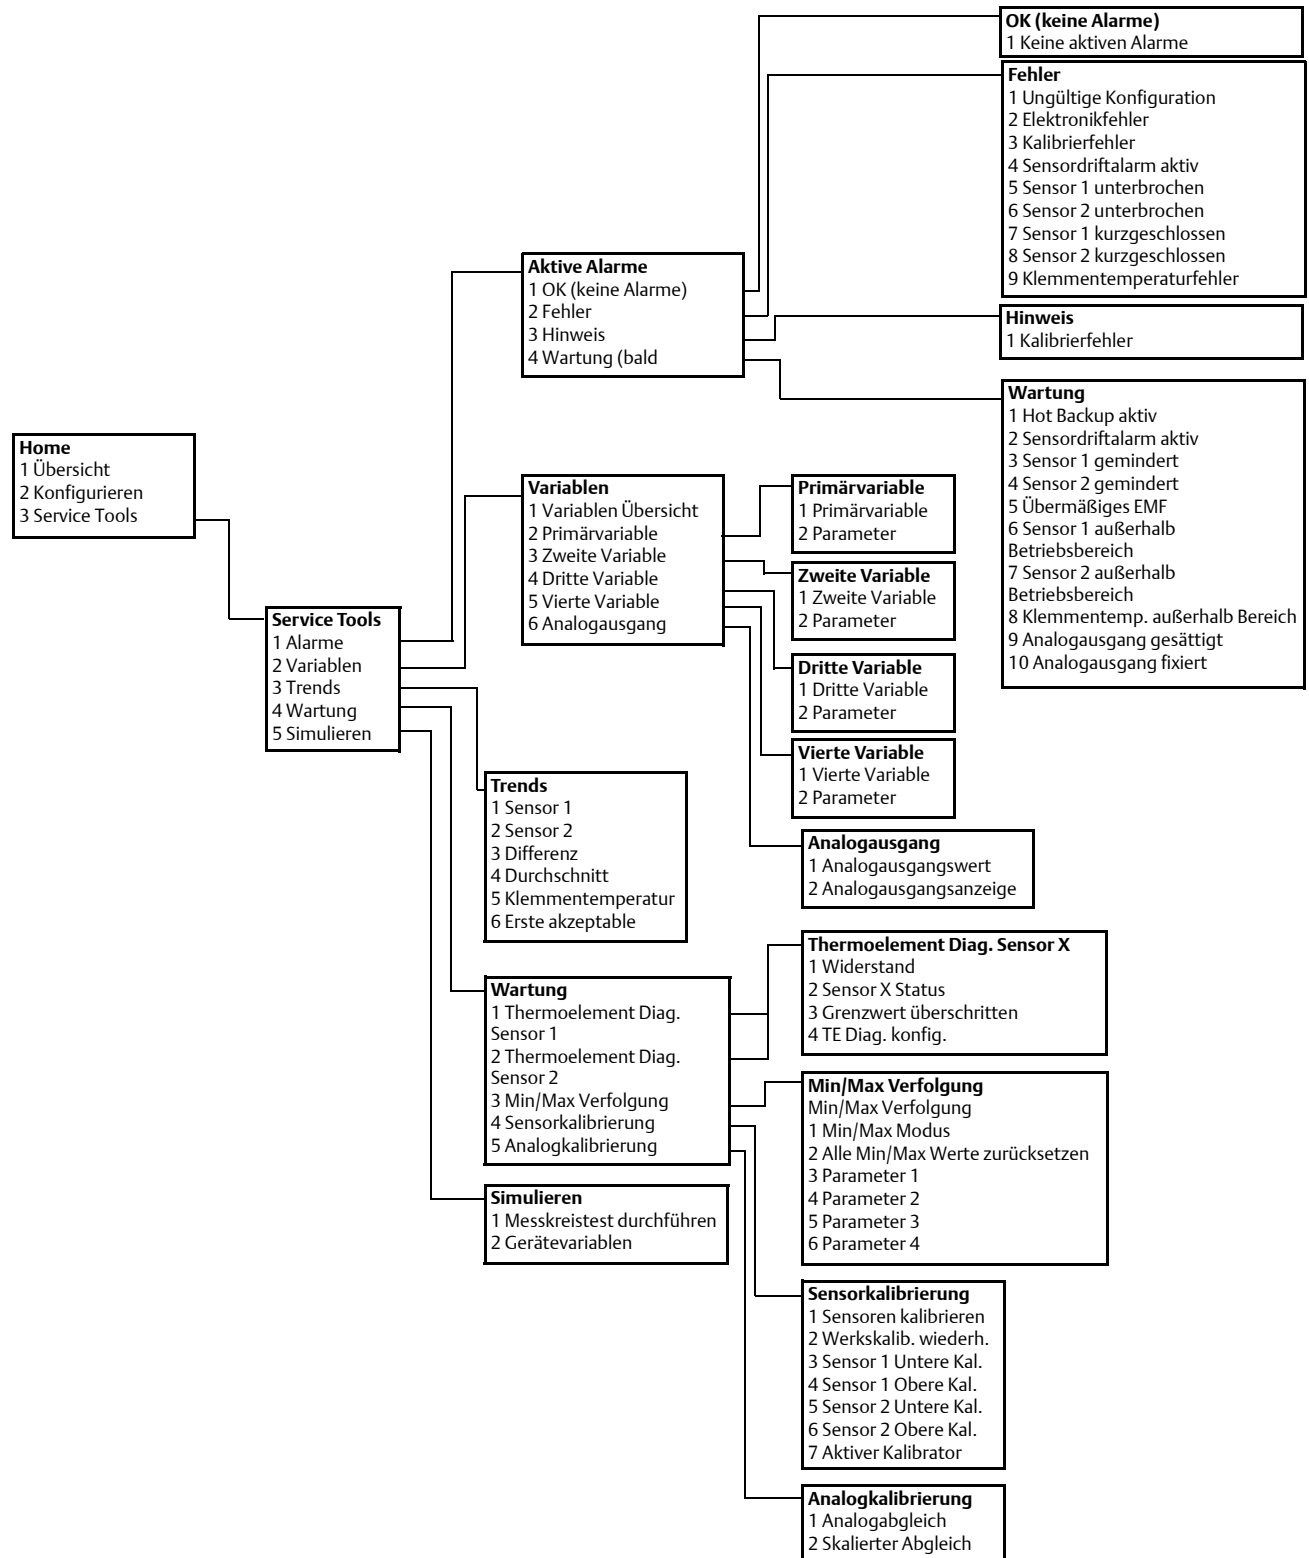 OK (keine Alarme)
1 Keine aktiven Alarme
Fehler
1 Ungültige Konfiguration
2 Elektronikfehler
3 Kalibrierfehler
4 Sensordriftalarm aktiv
5 Sensor 1 unterbrochen
6 Sensor 2 unterbrochen
7 Sensor 1 kurzgeschlossen
8 Sensor 2 kurzgeschlossen
9 Klemmentemperaturfehler
Aktive Alarme
1 OK (keine Alarme)
2 Fehler
3 Hinweis
4 Wartung (bald
Hinweis
1 Kalibrierfehler
Wartung
1 Hot Backup aktiv
2 Sensordriftalarm aktiv
3 Sensor 1 gemindert
4 Sensor 2 gemindert
5 Übermäßiges EMF
6 Sensor 1 außerhalb
Betriebsbereich
7 Sensor 2 außerhalb
Betriebsbereich
8 Klemmentemp. außerhalb Bereich
9 Analogausgang gesättigt
10 Analogausgang fixiert
Home
1 Übersicht
2 Konfigurieren
3 Service Tools
Variablen
1 Variablen Übersicht
2 Primärvariable
3 Zweite Variable
4 Dritte Variable
5 Vierte Variable
6 Analogausgang
Primärvariable
1 Primärvariable
2 Parameter
Zweite Variable
1 Zweite Variable
2 Parameter
Dritte Variable
1 Dritte Variable
2 Parameter
Vierte Variable
1 Vierte Variable
2 Parameter
Service Tools
1 Alarme
2 Variablen
3 Trends
4 Wartung
5 Simulieren
Trends
1 Sensor 1
2 Sensor 2
3 Differenz
4 Durchschnitt
5 Klemmentemperatur
6 Erste akzeptable
Analogausgang
1 Analogausgangswert
2 Analogausgangsanzeige
Thermoelement Diag. Sensor X
1 Widerstand
2 Sensor X Status
3 Grenzwert überschritten
4 TE Diag. konfig.
Wartung
1 Thermoelement Diag.
Sensor 1
2 Thermoelement Diag.
Sensor 2
3 Min/Max Verfolgung
4 Sensorkalibrierung
5 Analogkalibrierung
Min/Max Verfolgung
Min/Max Verfolgung
1 Min/Max Modus
2 Alle Min/Max Werte zurücksetzen
3 Parameter 1
4 Parameter 2
5 Parameter 3
6 Parameter 4
Simulieren
1 Messkreistest durchführen
2 Gerätevariablen
Sensorkalibrierung
1 Sensoren kalibrieren
2 Werkskalib. wiederh.
3 Sensor 1 Untere Kal.
4 Sensor 1 Obere Kal.
5 Sensor 2 Untere Kal.
6 Sensor 2 Obere Kal.
7 Aktiver Kalibrator
Analogkalibrierung
1 Analogabgleich
2 Skalierter Abgleich